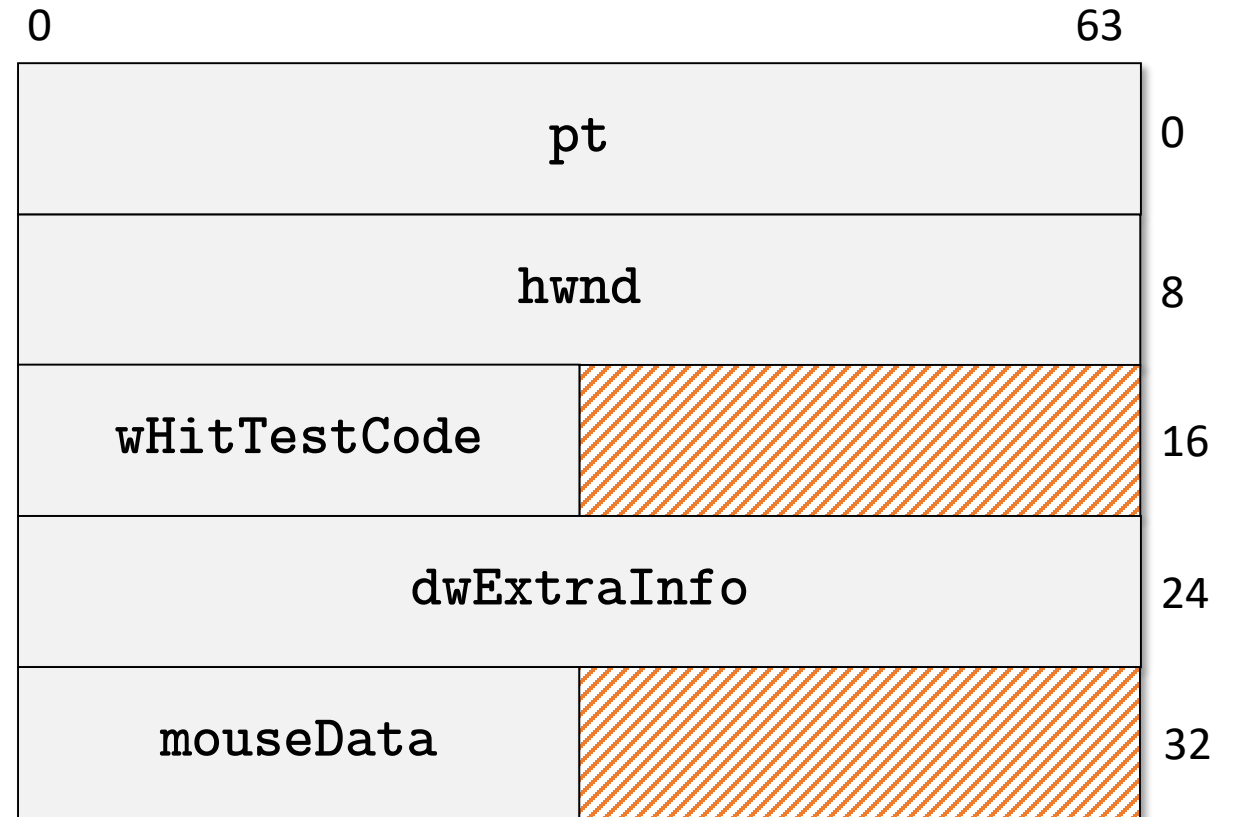 0 63
pt 0
hwnd 8
wHitTestCode 16
dwExtraInfo 24
mouseData 32